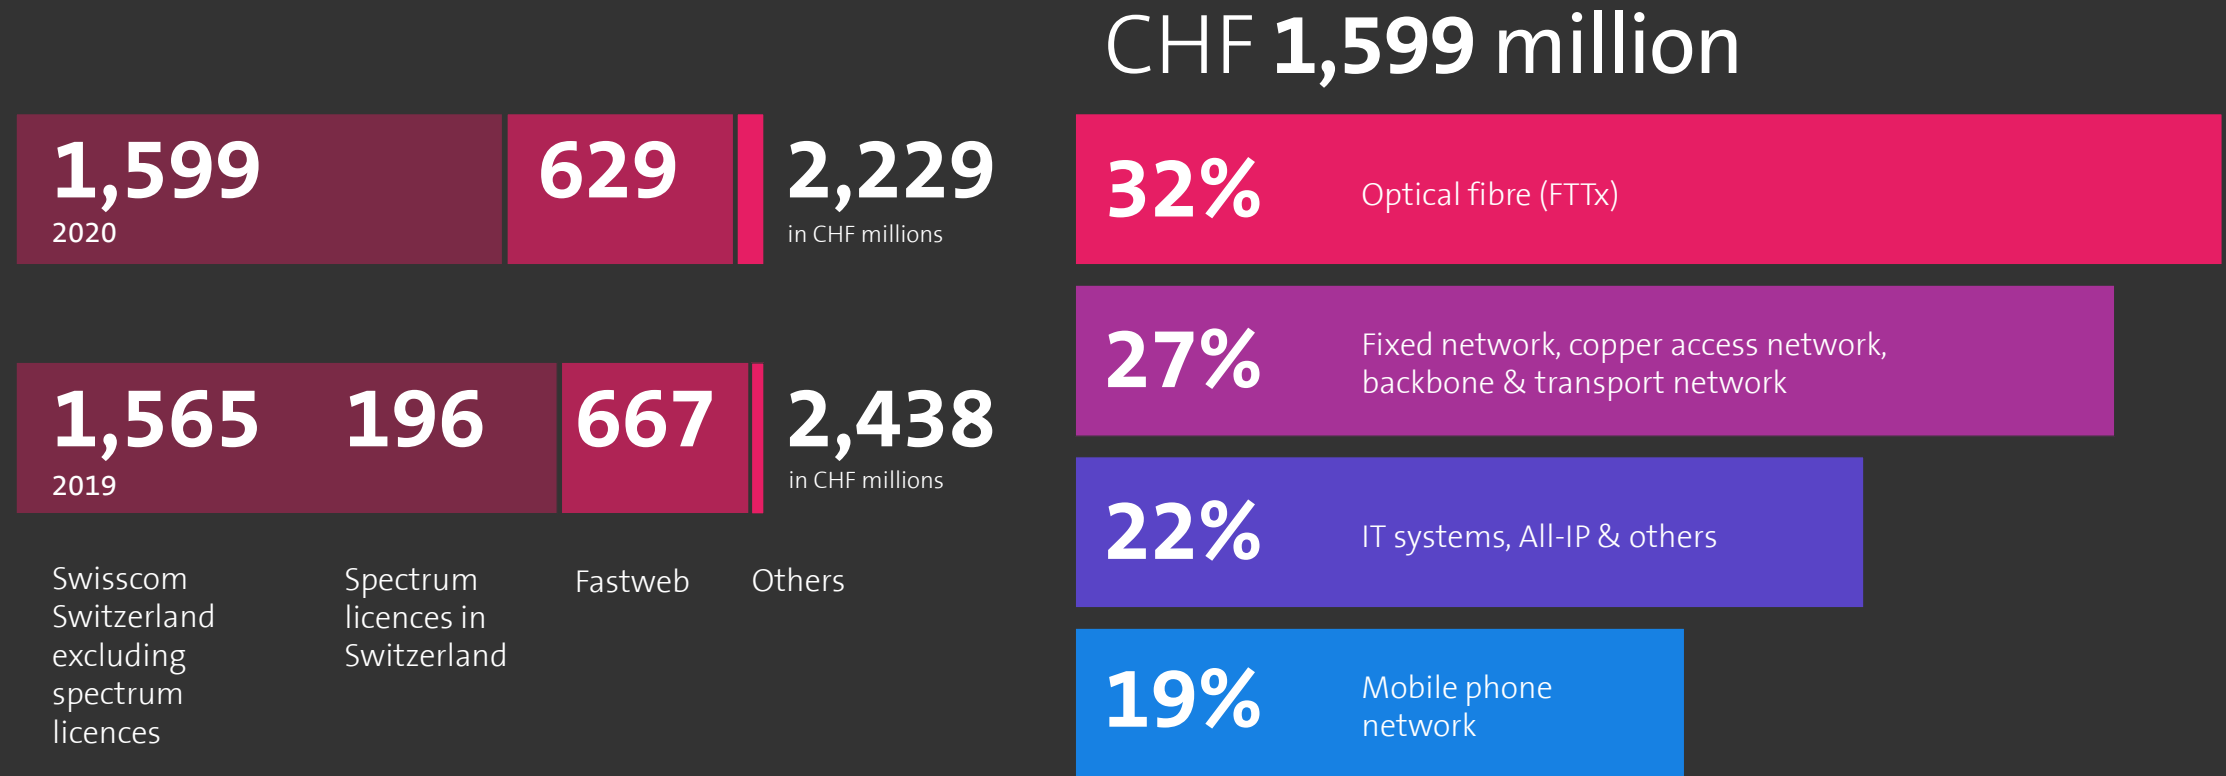 CHF 1,599 million
1,599
2020
629
2,229
in CHF millions
1,565
2019
196
667
2,438
in CHF millions
Swisscom
Switzerland
excluding
spectrum
licences
Spectrum
licences in
Switzerland
Fastweb
Others
32%
Optical fibre (FTTx)
27%
Fixed network, copper access network,
backbone & transport network
22%
IT systems, All-IP & others
19%
Mobile phone
network